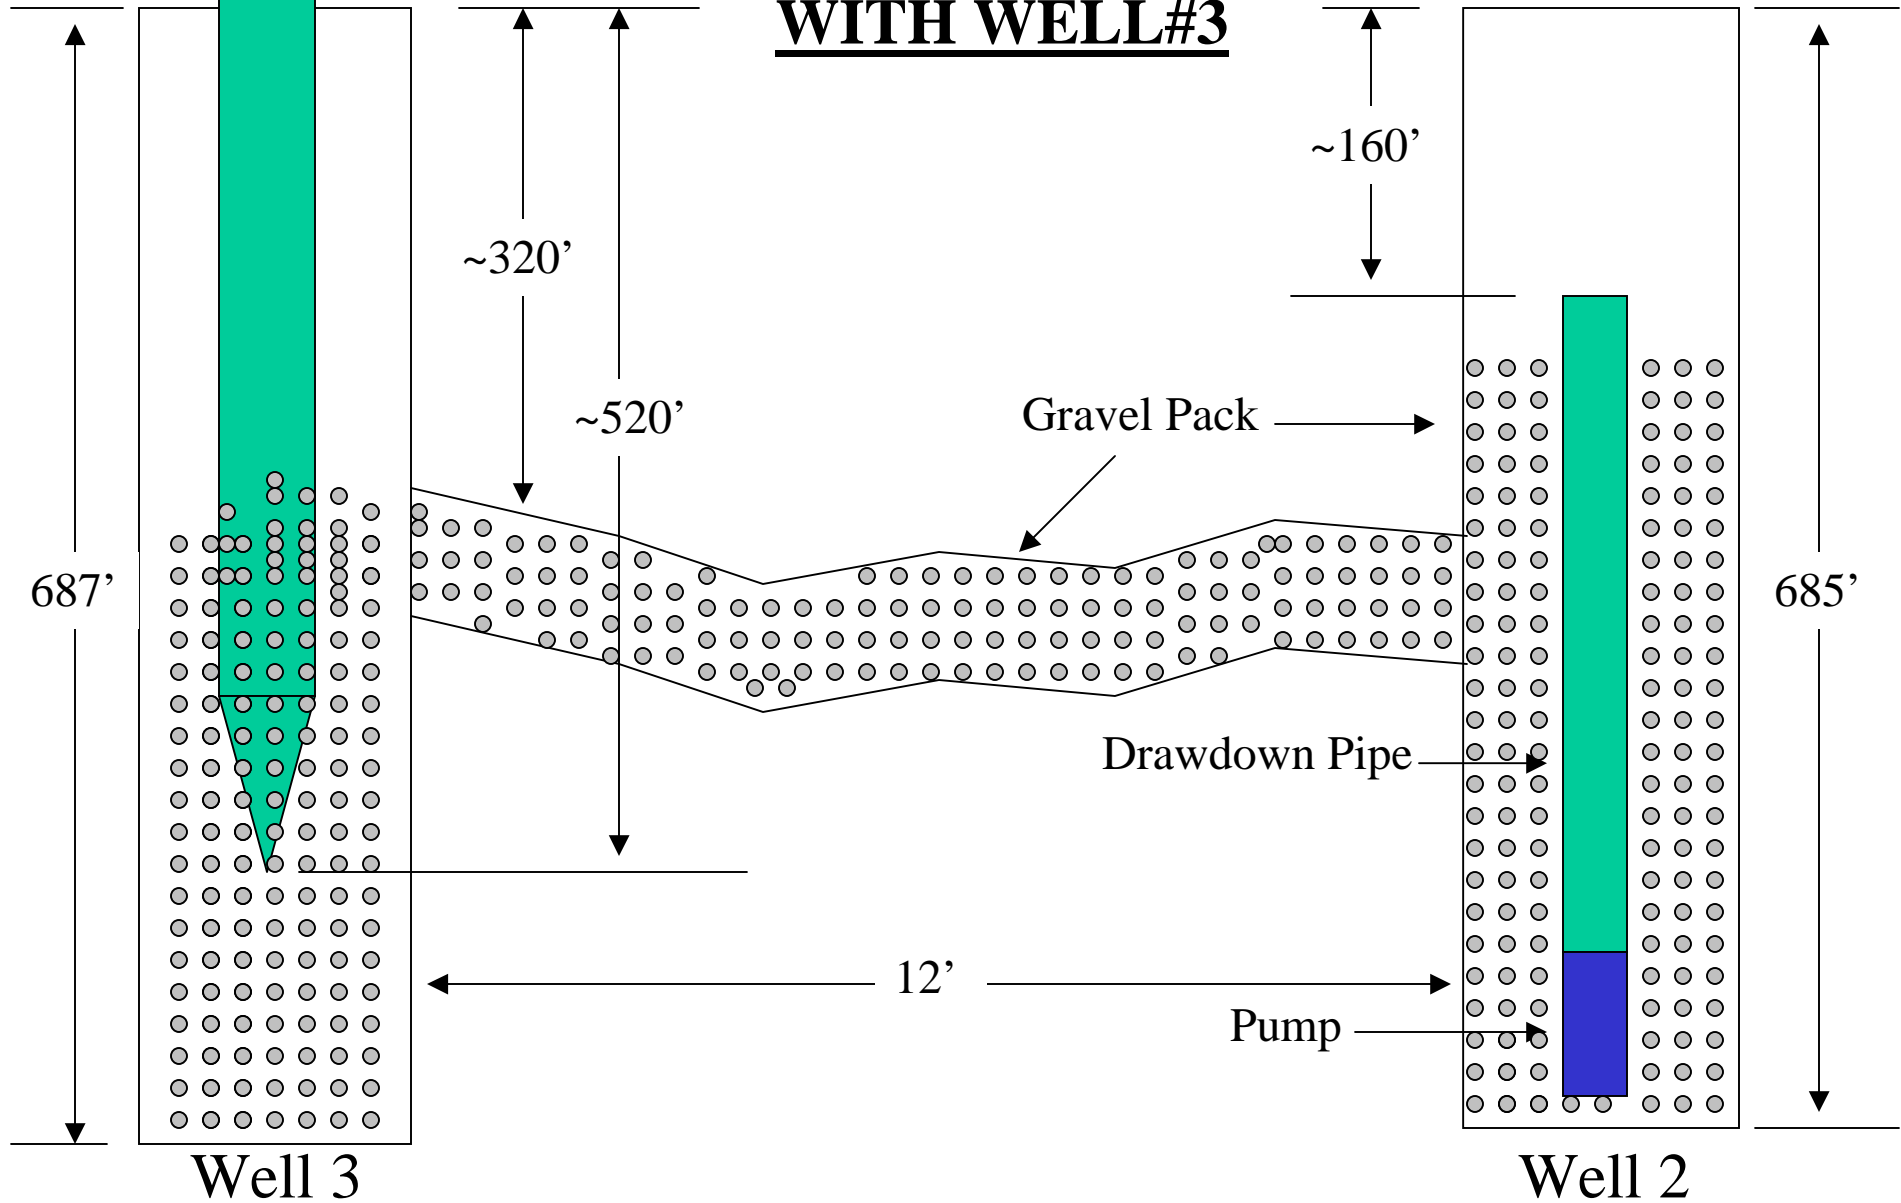 WITH WELL#3
~160’
~320’
~520’
Gravel Pack
687’
685’
Drawdown Pipe
12’
Pump
Well 3
Well 2